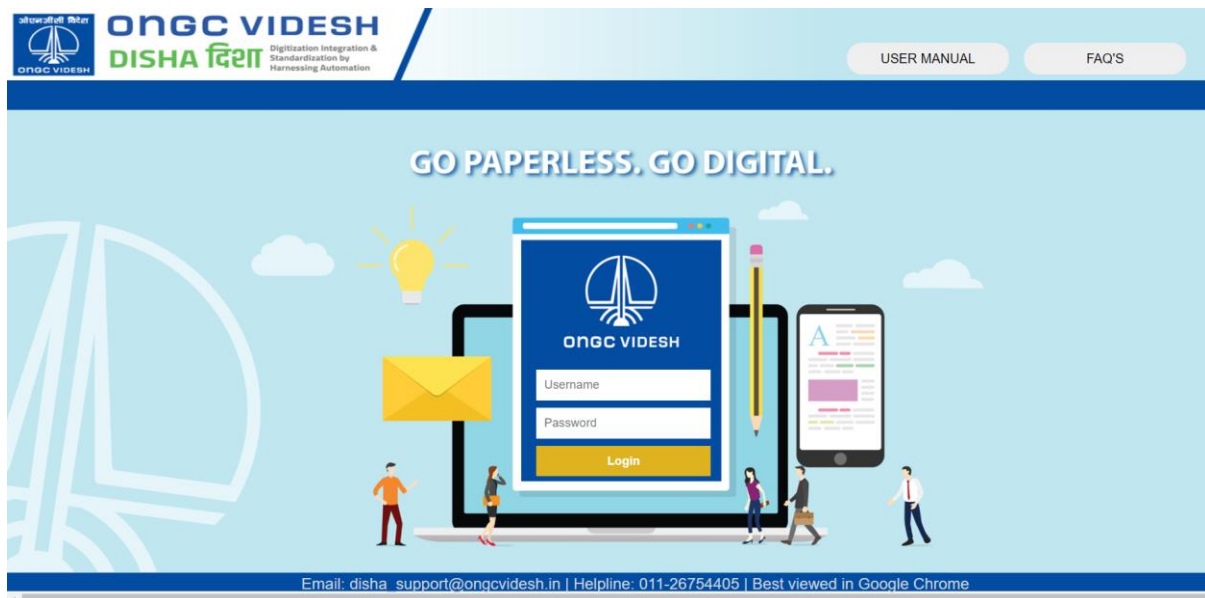 ओएनजीसी विदेश
ONGC VIDESH
ONGC VIDESH
DISHA दिशा
Digitization Integration &
Standardization by
Harnessing Automation
USER MANUAL
FAQ'S
GO PAPERLESS. GO DIGITAL.
ONGC VIDESH
Username
A
Password
Login
Email: disha_support@ongcvidesh.in | Helpline: 011-26754405 | Best viewed in Google Chrome